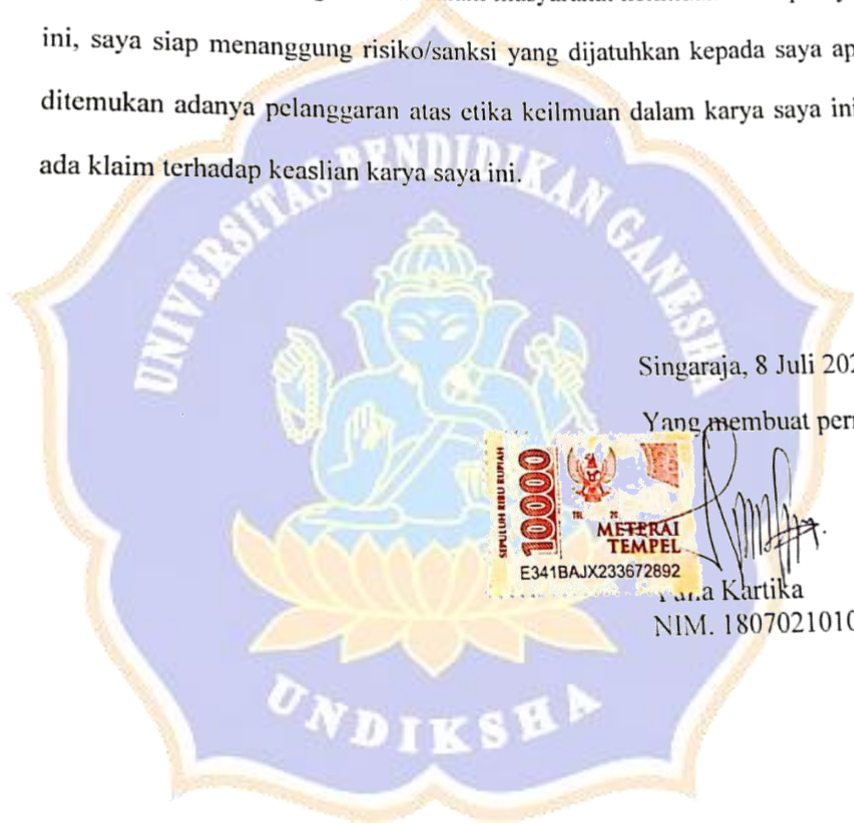 ini, saya siap menanggung risiko/sanksi yang dijatuhkan kepada saya ap
ditemukan adanya pelanggaran atas etika keilmuan dalam karya saya ini
ada klaim terhadap keaslian karya saya ini.
UNIVERSITAS PENDIDIKAN GANESHA
Singaraja, 8 Juli 202
Yang membuat per
SEPULUH RIBU RUPIAH
10000
METERAI
TEMPEL
E341BAJX233672892
Kartika
NIM. 1807021010
UNDIKSHA